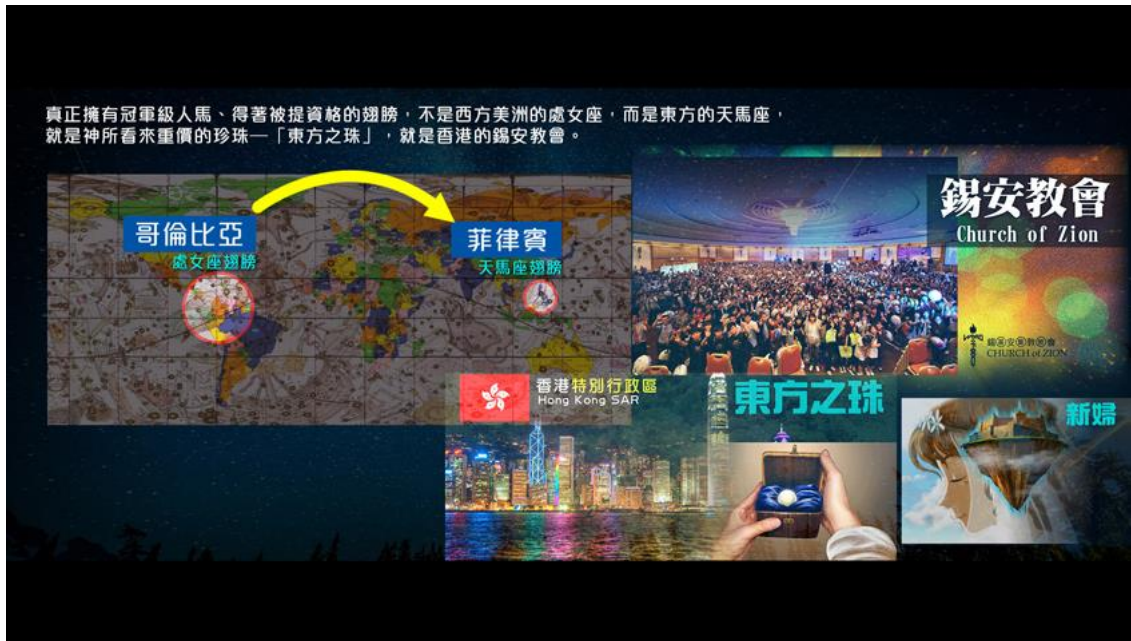 真正擁有冠軍級人馬、得著被提資格的翅膀，不是西方美洲的處女座，而是東方的天馬座，
就是神所看來重價的珍珠—「東方之珠」，就是香港的錫安教會。
哥倫比亞
處女座翅膀
菲律賓
天馬座翅膀
錫安教會
Church of Zion
CHURCH of ZION
香港特別行政區
Hong Kong SAR
東方之珠
新婦